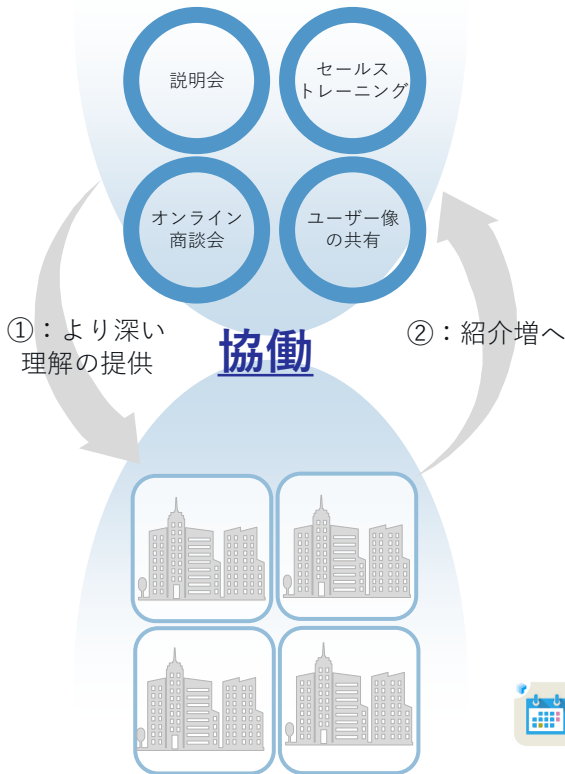 説明会
セールス
トレーニング
オンライン
商談会
ユーザー像
の共有
①：より深い
理解の提供
協働
②：紹介増へ